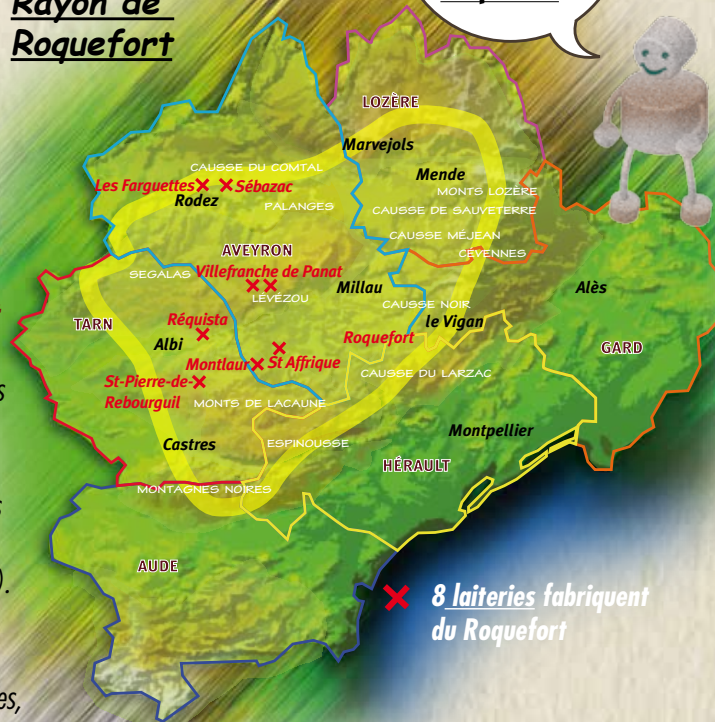 Rayon de
Roquefort
LOZÈRE
Marvejols
CAUSSE DU COMTAL
Mende
Les Farguettes
Sébazac
MONTS LOZÈRE
Rodez
PALANGES
CAUSSE DE SAUVETERRE
CAUSSE MÉJEAN
AVEYRON
CÉVENNES
SEGALAS
Villefranche de Panat
Millau
Alès
LÉVÉZOU
CAUSSE NOIR
TARN
Réquista
le Vigan
Albi
Roquefort
GARD
Montlaur
St Affrique
CAUSSE DU LARZAC
St-Pierre-de-
Rebourguil
MONTS DE LACAUNE
Montpellier
Castres
ESPINOUSSE
HÉRAULT
MONTAGNES NOIRES
AUDE
8 laiteries fabriquent
du Roquefort